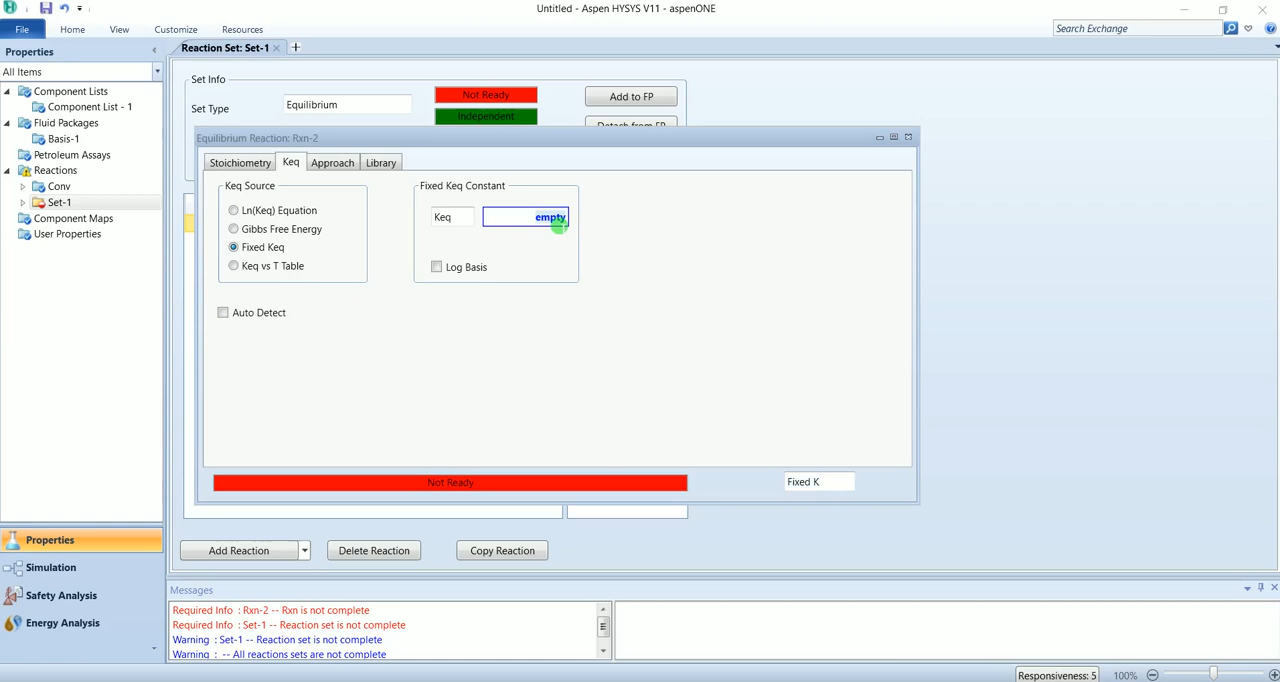 Untitled - Aspen HYSYS V11 - aspenONE
File Home View Customize Resources
Search Exchange
Properties
Reaction Set: Set-1
All Items
Component Lists
Component List - 1
Fluid Packages
Basis-1
Petroleum Assays
Reactions
Conv
Set-1
Component Maps
User Properties
Set Info
Set Type Equilibrium
Not Ready
Independent
Add to FP
Detach from FP
Equilibrium Reaction: Rxn-2
Stoichiometry Keq Approach Library
Keq Source
Ln(Keq) Equation
Gibbs Free Energy
Fixed Keq
Keq vs T Table
Fixed Keq Constant
Keq empty
Log Basis
Auto Detect
Not Ready
Fixed K
Add Reaction Delete Reaction Copy Reaction
Properties
Simulation
Safety Analysis
Energy Analysis
Messages
Required Info : Rxn-2 -- Rxn is not complete
Required Info : Set-1 -- Reaction set is not complete
Warning : Set-1 -- Reaction set is not complete
Warning : -- All reactions sets are not complete
Responsiveness: 5 100%